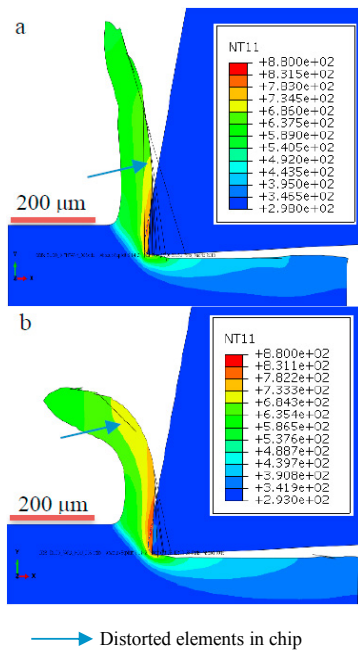 a
NT11
+8.800e+02
+8.315e+02
+7.830e+02
+7.345e+02
+6.860e+02
+6.375e+02
+5.890e+02
+5.405e+02
+4.920e+02
+4.435e+02
+3.950e+02
+3.465e+02
+2.980e+02
200 μm
Y
X
b
NT11
+8.800e+02
+8.311e+02
+7.822e+02
+7.333e+02
+6.843e+02
+6.354e+02
+5.865e+02
+5.376e+02
+4.887e+02
+4.397e+02
+3.908e+02
+3.419e+02
+2.930e+02
200 μm
Y
X
Distorted elements in chip